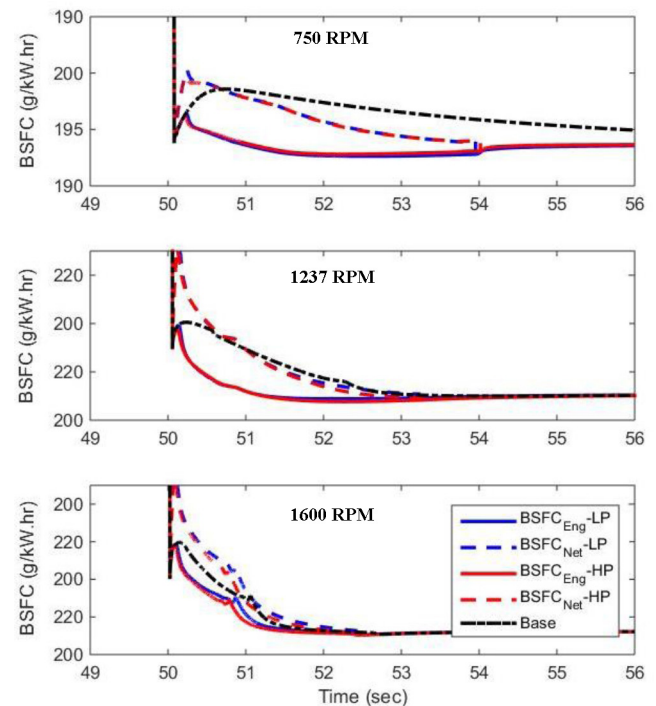 190
750 RPM
200
195
190
BSFC (g/kW.hr)
49 50 51 52 53 54 55 56
1237 RPM
220
200
220
200
BSFC (g/kW.hr)
49 50 51 52 53 54 55 56
1600 RPM
200
220
200
220
200
BSFC (g/kW.hr)
BSFCEng-LP
BSFCNet-LP
BSFCEng-HP
BSFCNet-HP
Base
49 50 51 52 53 54 55 56
Time (sec)